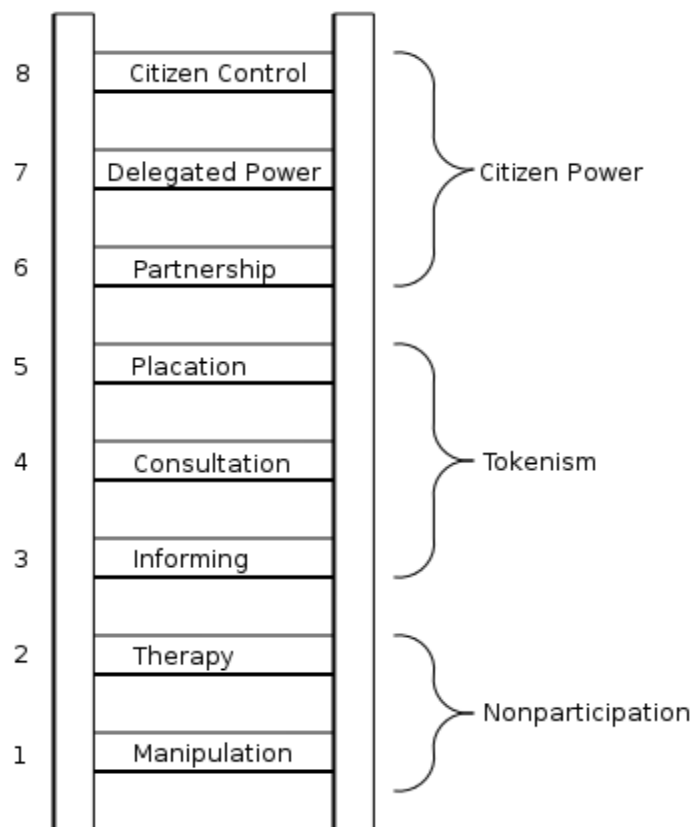 8 Citizen Control
7 Delegated Power
Citizen Power
6 Partnership
5 Placation
4 Consultation
Tokenism
3 Informing
2 Therapy
Nonparticipation
1 Manipulation